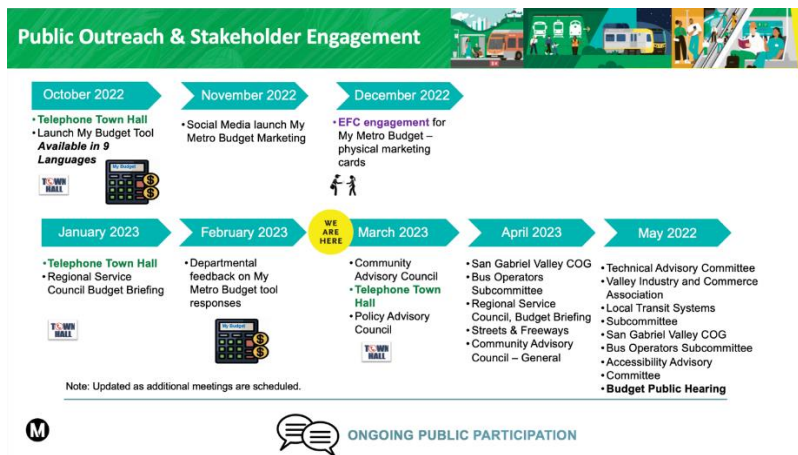 Public Outreach & Stakeholder Engagement
October 2022
November 2022
December 2022
• Telephone Town Hall
• Launch My Budget Tool
Available in 9
Languages
TOWN
HALL
My Budget
• Social Media launch My
Metro Budget Marketing
• EFC engagement for
My Metro Budget –
physical marketing
cards
January 2023
February 2023
WE
ARE
HERE
March 2023
April 2023
May 2022
• Telephone Town Hall
• Regional Service
Council Budget Briefing
TOWN
HALL
• Departmental
feedback on My
Metro Budget tool
responses
My Budget
• Community
Advisory Council
• Telephone Town
Hall
• Policy Advisory
Council
TOWN
HALL
• San Gabriel Valley COG
• Bus Operators
Subcommittee
• Regional Service
Council, Budget Briefing
• Streets & Freeways
• Community Advisory
Council – General
• Technical Advisory Committee
• Valley Industry and Commerce
Association
• Local Transit Systems
• Subcommittee
• San Gabriel Valley COG
• Bus Operators Subcommittee
• Accessibility Advisory
• Committee
• Budget Public Hearing
Note: Updated as additional meetings are scheduled.
M
ONGOING PUBLIC PARTICIPATION